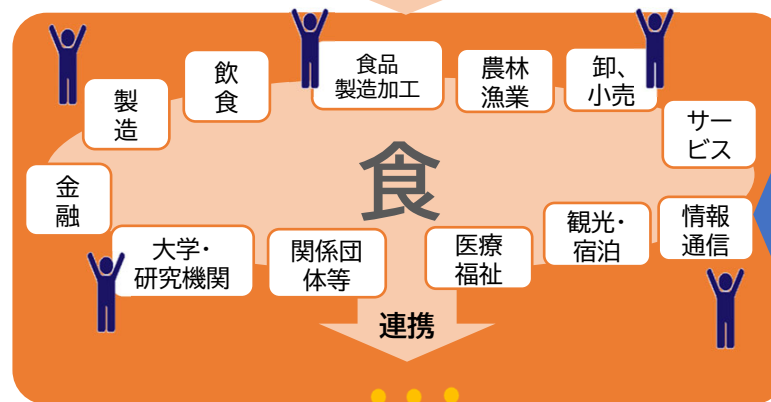 飲
食
食品
製造加工
農林
漁業
卸、
小売
製
造
サー
ビス
食
金
融
大学・
研究機関
関係団
体等
医療
福祉
観光・
宿泊
情報
通信
連携